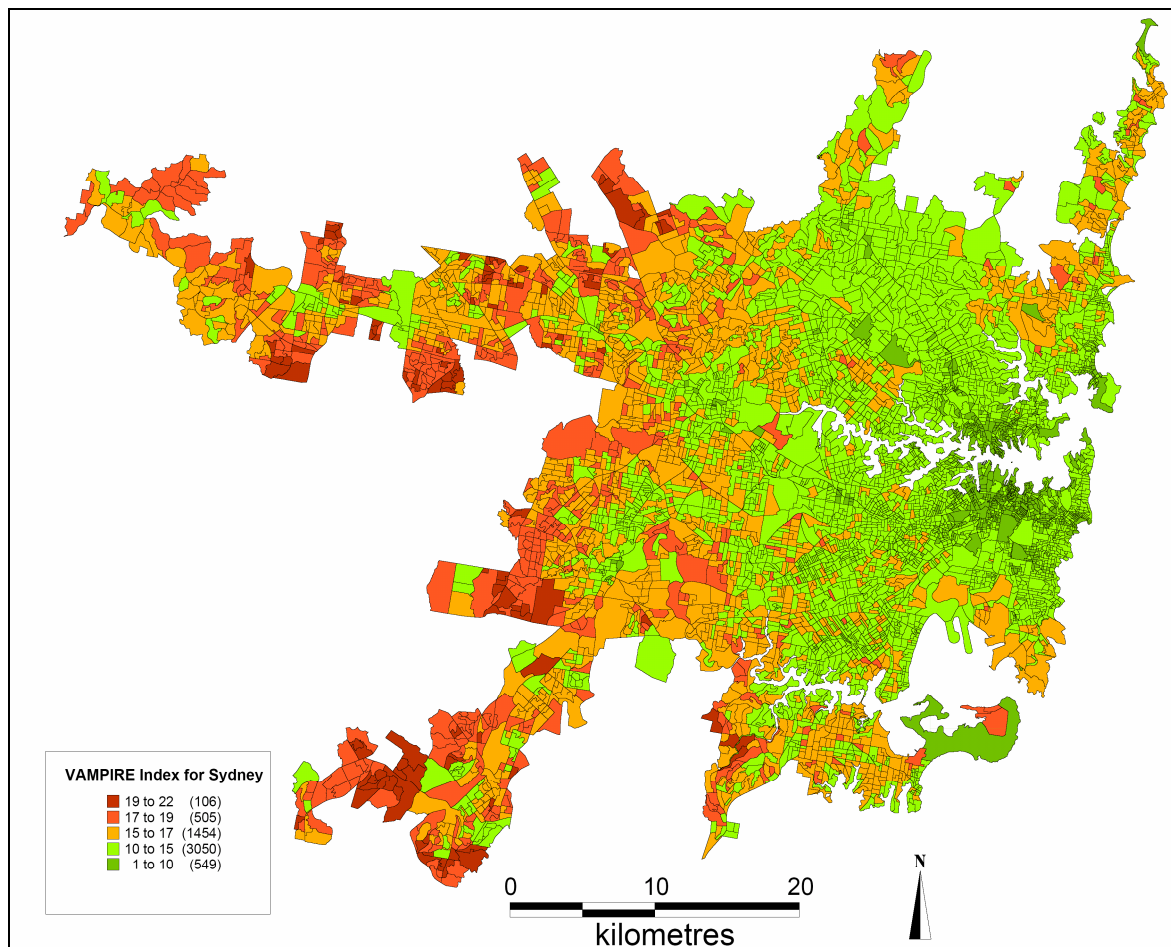 VAMPIRE Index for Sydney
19 to 22 (106)
17 to 19 (505)
15 to 17 (1454)
10 to 15 (3050)
1 to 10 (549)
0 10 20
kilometres
N